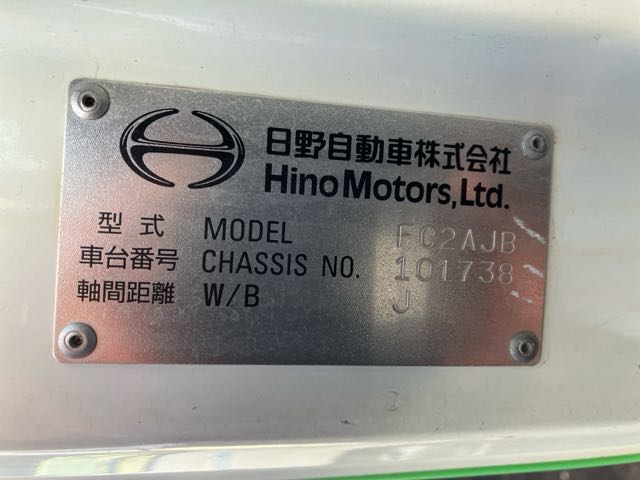 日野自動車株式会社
Hino Motors, Ltd.
型式 MODEL FC2AJB
車台番号 CHASSIS NO. 101738
軸間距離 W/B J